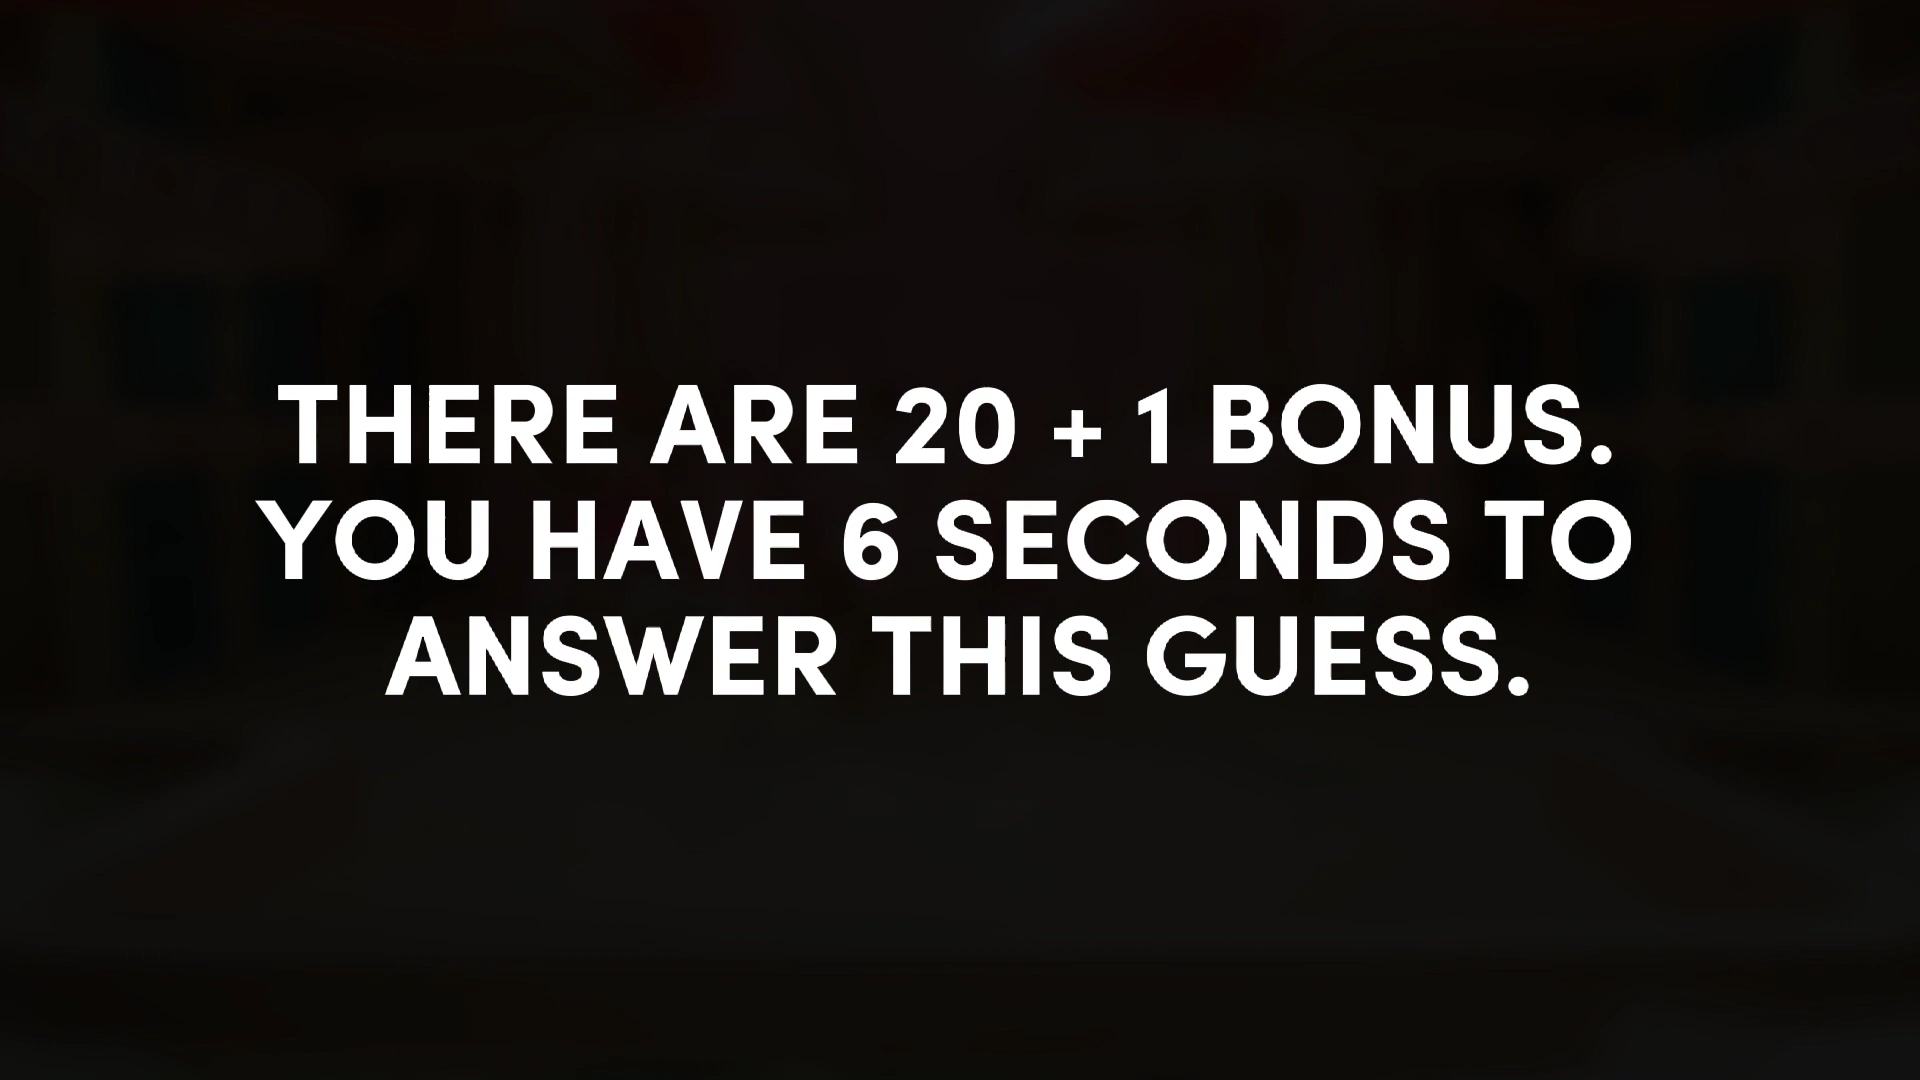 THERE ARE 20 + 1 BONUS.
YOU HAVE 6 SECONDS TO
ANSWER THIS GUESS.